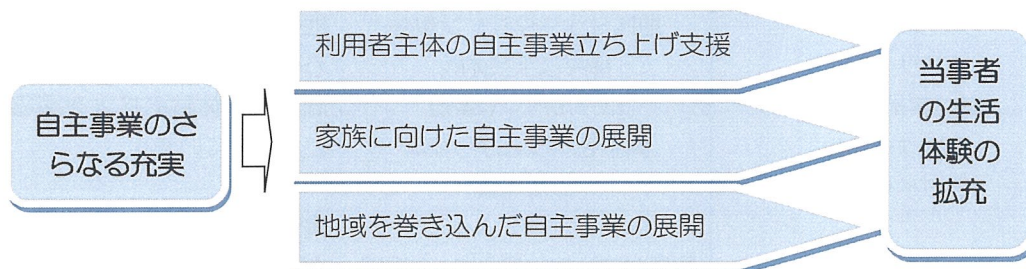 自主事業のさ
らなる充実
利用者主体の自主事業立ち上げ支援
家族に向けた自主事業の展開
地域を巻き込んだ自主事業の展開
当事者
の生活
体験の
拡充